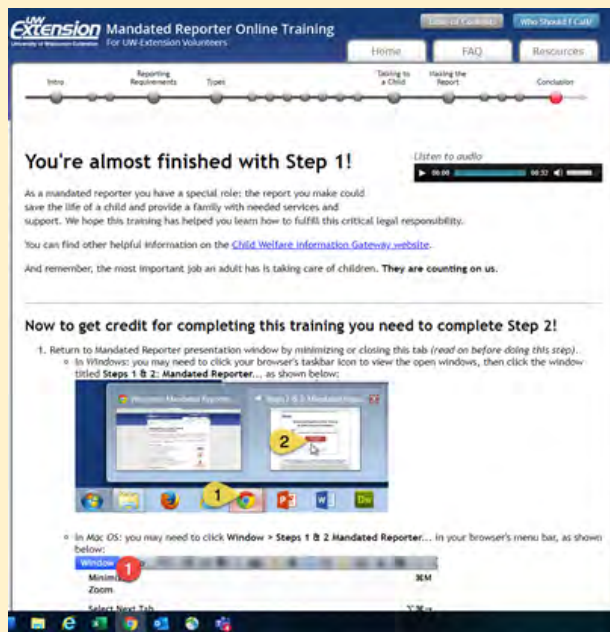 UW
Extension
University of Wisconsin-Extension
Mandated Reporter Online Training
For UW-Extension Volunteers
Table of Contents
Who Should I Call?
Home
FAQ
Resources
Intro
Reporting
Requirements
Types
Talking to
a Child
Making the
Report
Conclusion
You're almost finished with Step 1!
Listen to audio
00:00
00:32
As a mandated reporter you have a special role; the report you make could
save the life of a child and provide a family with needed services and
support. We hope this training has helped you learn how to fulfill this critical legal responsibility.
You can find other helpful information on the Child Welfare Information Gateway website.
And remember, the most important job an adult has is taking care of children. They are counting on us.
Now to get credit for completing this training you need to complete Step 2!
1. Return to Mandated Reporter presentation window by minimizing or closing this tab (read on before doing this step).
In Windows: you may need to click your browser's taskbar icon to view the open windows, then click the window
titled Steps 1 & 2: Mandated Reporter... as shown below:
Wisconsin Mandated Reporter...
Steps 1 & 2 Mandated
2
1
In Mac OS: you may need to click Window > Steps 1 & 2 Mandated Reporter... in your browser's menu bar, as shown
below:
Window
1
⌘M
Zoom
Select Next Tab